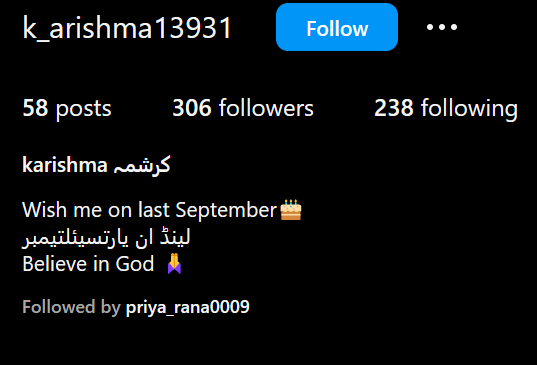 k_arishma13931 Follow •••
58 posts 306 followers 238 following
karishma کرشمہ
Wish me on last September🎂
لینڈ ان یارتسیئلتیمبر
Believe in God 🙏
Followed by priya_rana0009